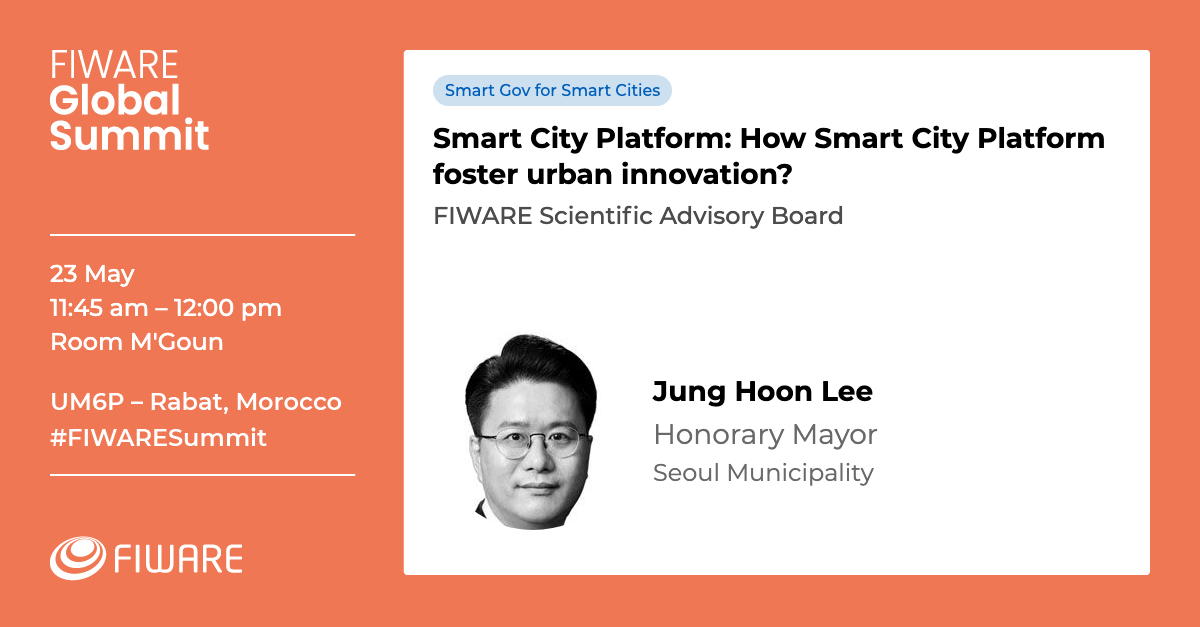 FIWARE
Global
Summit
23 May
11:45 am – 12:00 pm
Room M'Goun
UM6P – Rabat, Morocco
#FIWARESummit
FIWARE
Smart Gov for Smart Cities
Smart City Platform: How Smart City Platform
foster urban innovation?
FIWARE Scientific Advisory Board
Jung Hoon Lee
Honorary Mayor
Seoul Municipality